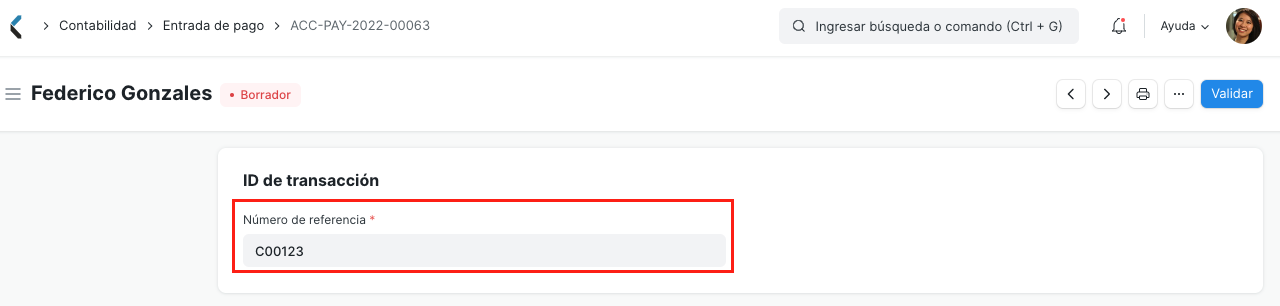 Contabilidad > Entrada de pago > ACC-PAY-2022-00063
Ingresar búsqueda o comando (Ctrl + G)
Ayuda
Federico Gonzales
• Borrador
Validar
ID de transacción
Número de referencia *
C00123